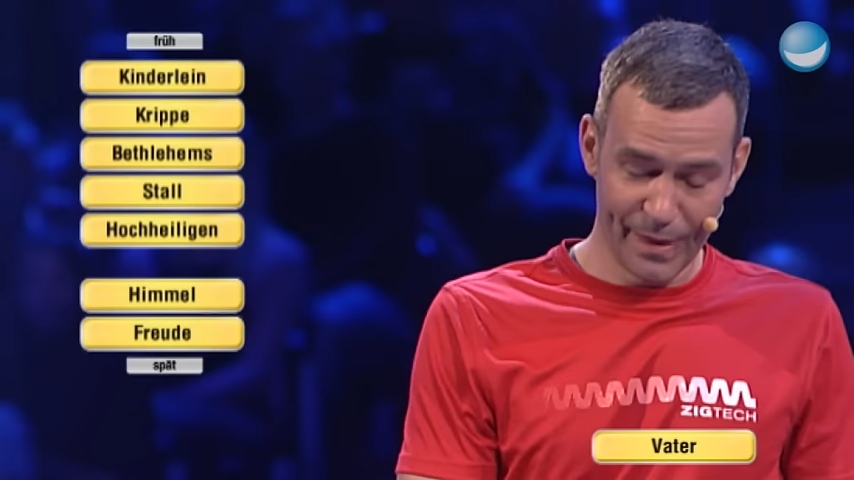 früh
Kinderlein
Krippe
Bethlehems
Stall
Hochheiligen
Himmel
Freude
spät
ZIGTECH
Vater